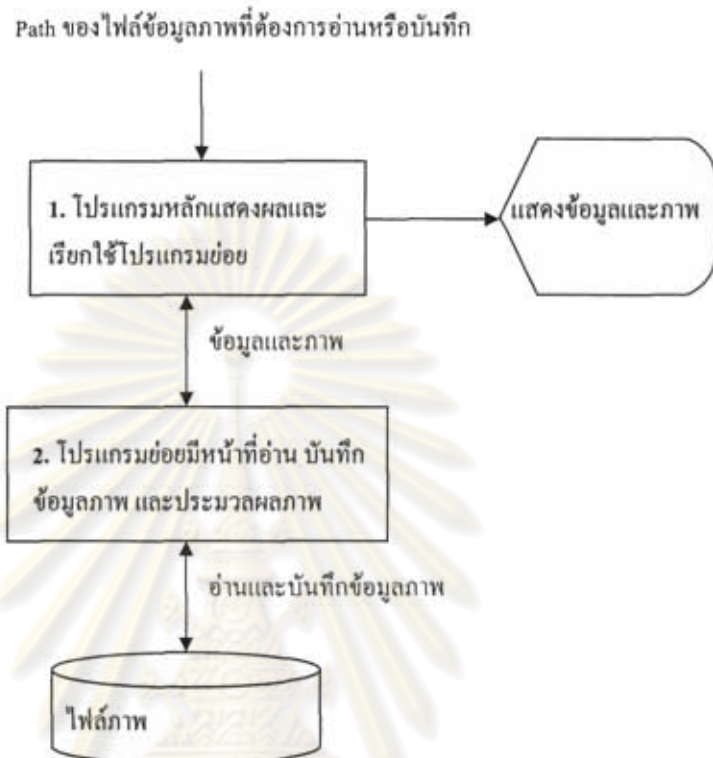 Path ของไฟล์ข้อมูลภาพที่ต้องการอ่านหรือบันทึก
1. โปรแกรมหลักแสดงผลและ
เรียกใช้โปรแกรมย่อย
แสดงข้อมูลและภาพ
ข้อมูลและภาพ
2. โปรแกรมย่อยมีหน้าที่อ่าน บันทึก
ข้อมูลภาพ และประมวลผลภาพ
อ่านและบันทึกข้อมูลภาพ
ไฟล์ภาพ